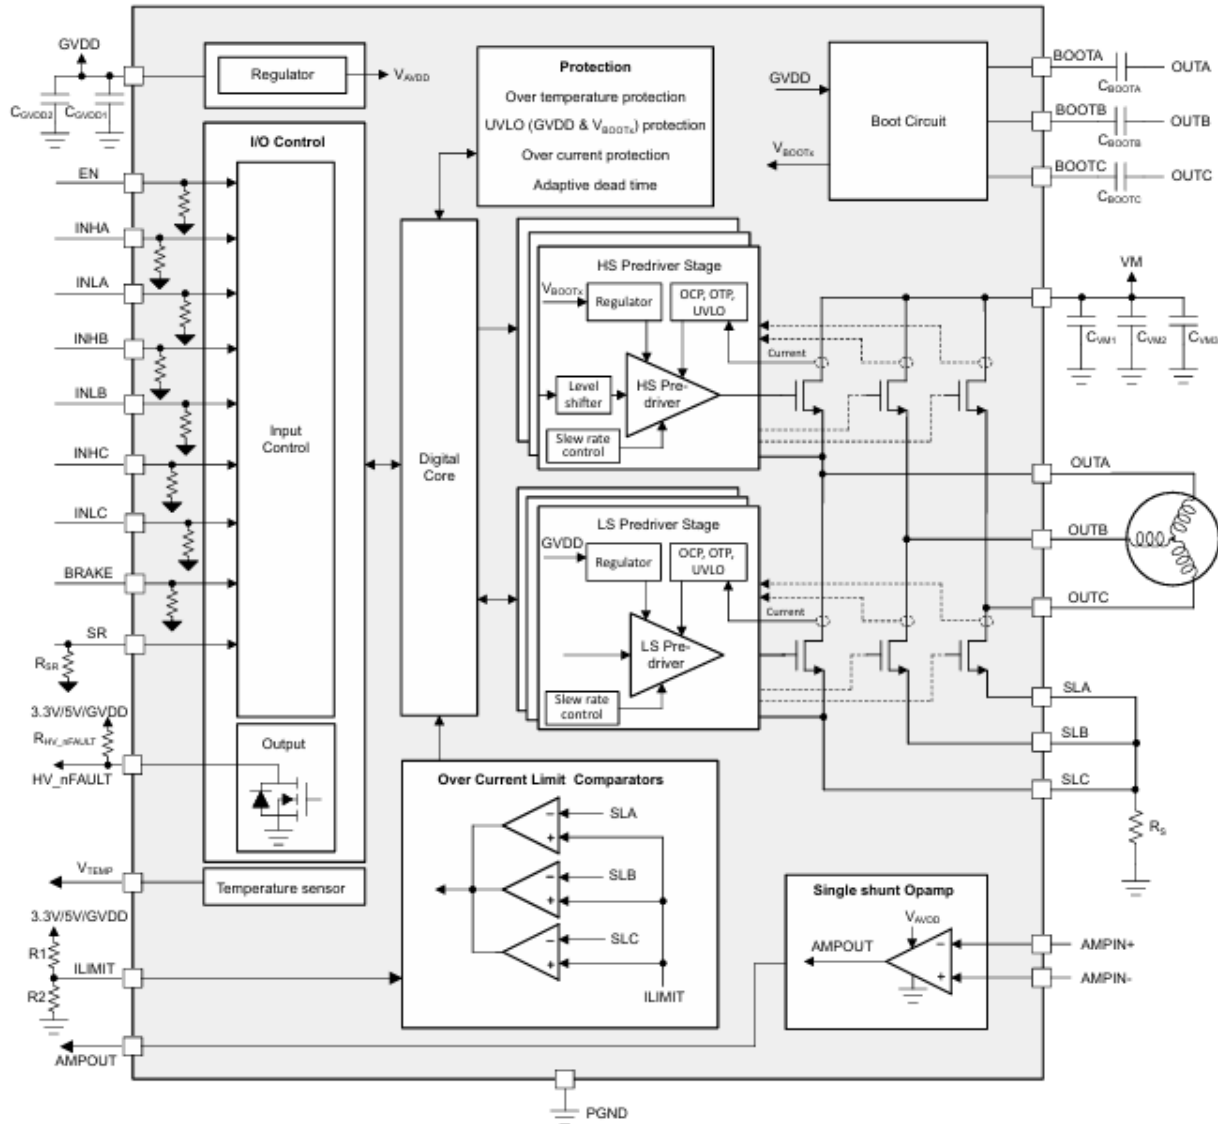 GVDD
CGVDD2
CGVDD1
Regulator
VAVDD
Protection
Over temperature protection
UVLO (GVDD & VBOOTx) protection
Over current protection
Adaptive dead time
GVDD
VBOOTx
Boot Circuit
BOOTA
CBOOTA
OUTA
BOOTB
CBOOTB
OUTB
BOOTC
CBOOTC
OUTC
I/O Control
EN
INHA
INLA
INHB
INLB
INHC
INLC
BRAKE
SR
RSR
Input
Control
Digital
Core
HS Predriver Stage
VBOOTx
Regulator
OCP, OTP,
UVLO
Current
Level
shifter
HS Pre-
driver
Slew rate
control
VM
CVM1
CVM2
CVM3
LS Predriver Stage
GVDD
Regulator
OCP, OTP,
UVLO
Current
LS Pre-
driver
Slew rate
control
OUTA
OUTB
OUTC
SLA
SLB
SLC
RS
3.3V/5V/GVDD
RHV_nFAULT
HV_nFAULT
Output
VTEMP
Temperature sensor
3.3V/5V/GVDD
R1
R2
ILIMIT
AMPOUT
Over Current Limit Comparators
−
+
SLA
−
+
SLB
−
+
SLC
ILIMIT
Single shunt Opamp
VAVDD
AMPOUT
−
+
AMPIN+
AMPIN-
PGND